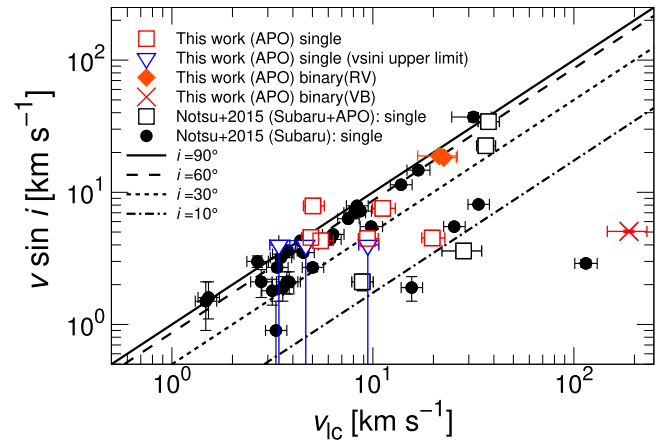 10²
10¹
10⁰
v sin i [km s⁻¹]
This work (APO) single
This work (APO) single (vsini upper limit)
This work (APO) binary(RV)
This work (APO) binary(VB)
Notsu+2015 (Subaru+APO): single
Notsu+2015 (Subaru): single
i =90°
i =60°
i =30°
i =10°
10⁰ 10¹ 10²
v_lc [km s⁻¹]